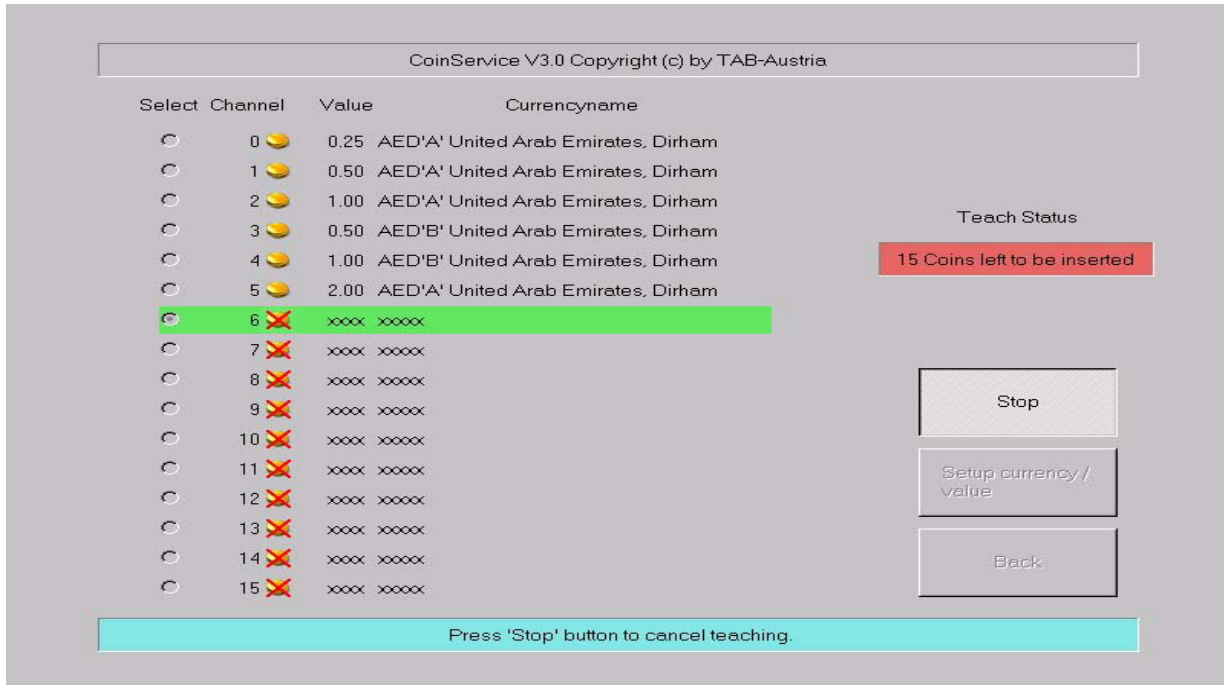 CoinService V3.0 Copyright (c) by TAB-Austria
Select Channel Value Currencyname
0 0.25 AED'A' United Arab Emirates, Dirham
1 0.50 AED'A' United Arab Emirates, Dirham
2 1.00 AED'A' United Arab Emirates, Dirham
3 0.50 AED'B' United Arab Emirates, Dirham
4 1.00 AED'B' United Arab Emirates, Dirham
5 2.00 AED'A' United Arab Emirates, Dirham
6 xxxx xxxxx
7 xxxx xxxxx
8 xxxx xxxxx
9 xxxx xxxxx
10 xxxx xxxxx
11 xxxx xxxxx
12 xxxx xxxxx
13 xxxx xxxxx
14 xxxx xxxxx
15 xxxx xxxxx
Teach Status
15 Coins left to be inserted
Stop
Setup currency /
value
Back
Press 'Stop' button to cancel teaching.